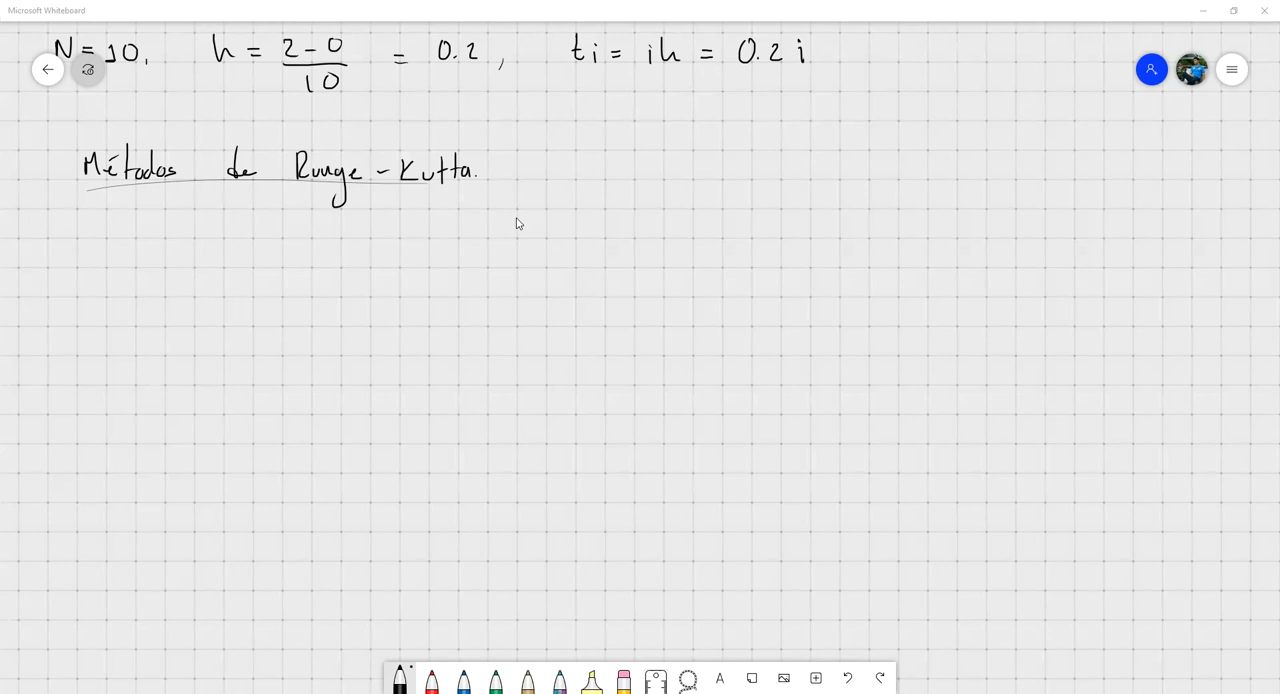 Microsoft Whiteboard
N = 10, h = 2 - 0 / 10 = 0.2, ti = ih = 0.2 i
Métodos de Runge - Kutta.
A